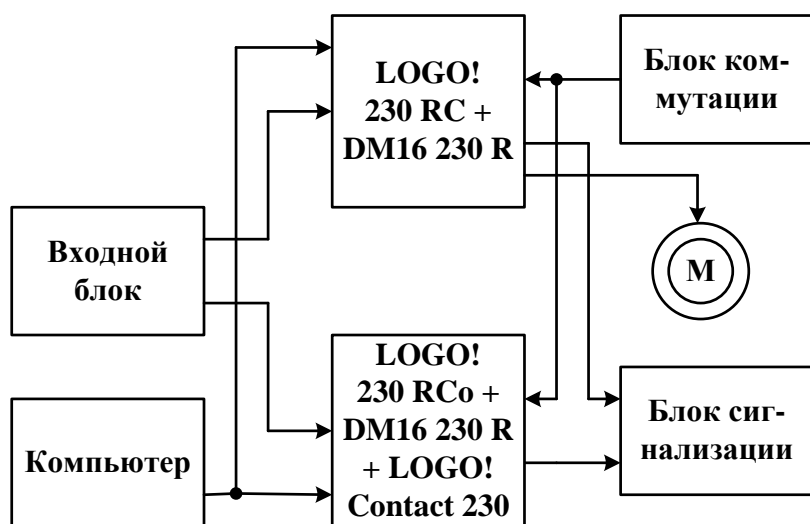 LOGO!
230 RC +
DM16 230 R
Блок ком-
мутации
Входной
блок
М
LOGO!
230 RCo +
DM16 230 R
+ LOGO!
Contact 230
Блок сиг-
нализации
Компьютер